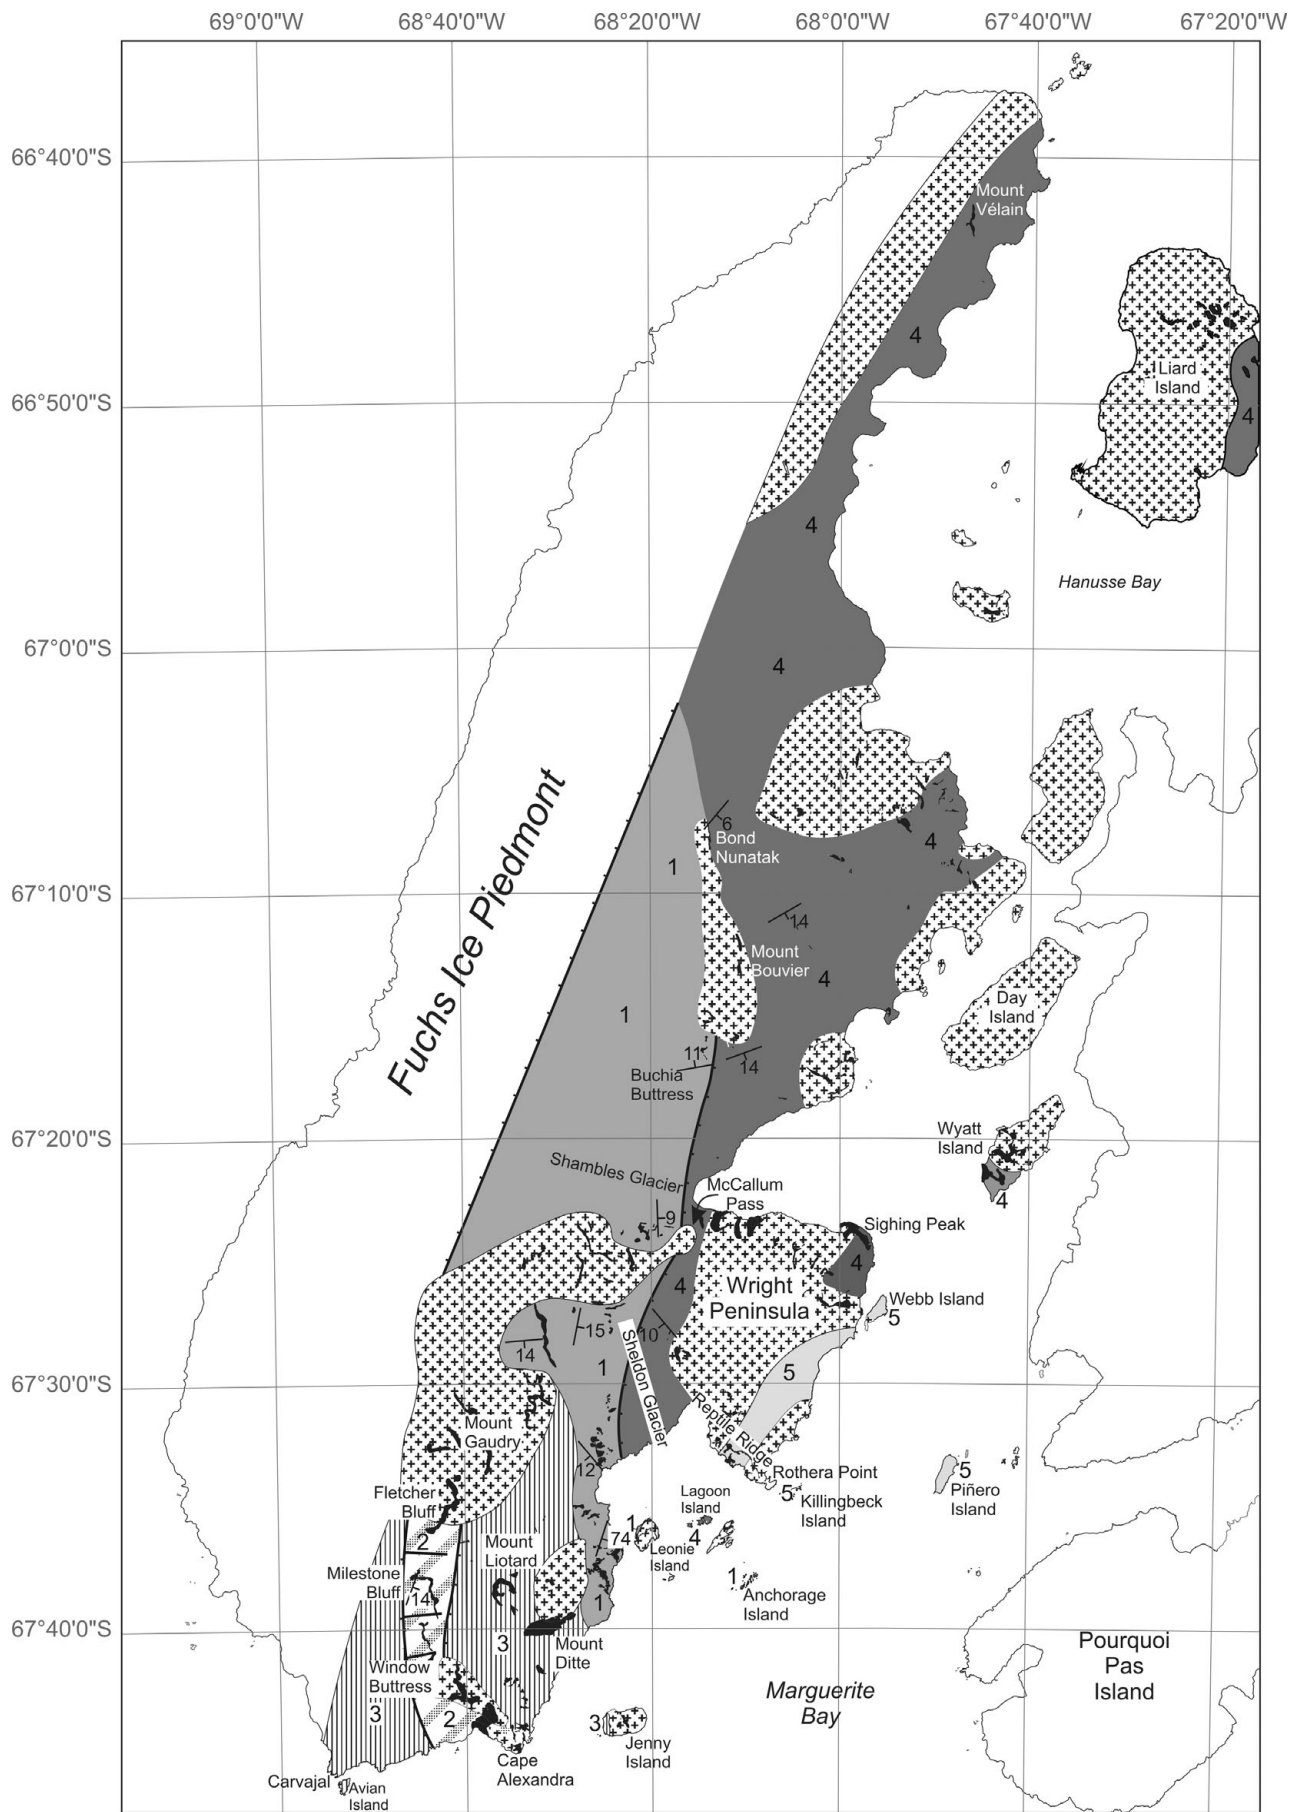 69°0'0"W 68°40'0"W 68°20'0"W 68°0'0"W 67°40'0"W 67°20'0"W
66°40'0"S
Mount
Vélain
4
Liard
Island
66°50'0"S
4
4
Hanusse Bay
67°0'0"S
4
Fuchs Ice Piedmont
6
Bond
Nunatak
4
1
67°10'0"S
14
Mount
Bouvier
4
Day
Island
1
11
14
Buchia
Buttress
67°20'0"S
Wyatt
Island
4
Shambles Glacier
McCallum
Pass
9
Sighing Peak
4
4
Wright
Peninsula
Webb Island
5
15
10
14
1
Sheldon Glacier
5
67°30'0"S
Reptile Ridge
Mount
Gaudry
12
Rothera Point
5
Killingbeck
Island
5
Piñero
Island
Fletcher
Bluff
Lagoon
Island
4
1
Leonie
Island
74
2
Mount
Liotard
Milestone
Bluff
14
1
Anchorage
Island
1
67°40'0"S
3
Mount
Ditte
Pourquoi
Pas
Island
Window
Buttress
Marguerite
Bay
3
2
3
Jenny
Island
Cape
Alexandra
Carvajal
Avian
Island